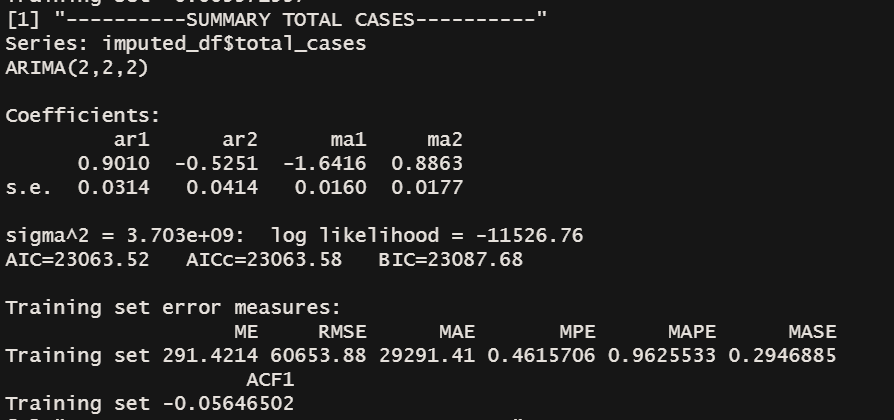 [1] "----------SUMMARY TOTAL CASES----------"
Series: imputed_df$total_cases
ARIMA(2,2,2)
Coefficients:
ar1 ar2 ma1 ma2
0.9010 -0.5251 -1.6416 0.8863
s.e. 0.0314 0.0414 0.0160 0.0177
sigma^2 = 3.703e+09: log likelihood = -11526.76
AIC=23063.52 AICc=23063.58 BIC=23087.68
Training set error measures:
ME RMSE MAE MPE MAPE MASE
Training set 291.4214 60653.88 29291.41 0.4615706 0.9625533 0.2946885
ACF1
Training set -0.05646502